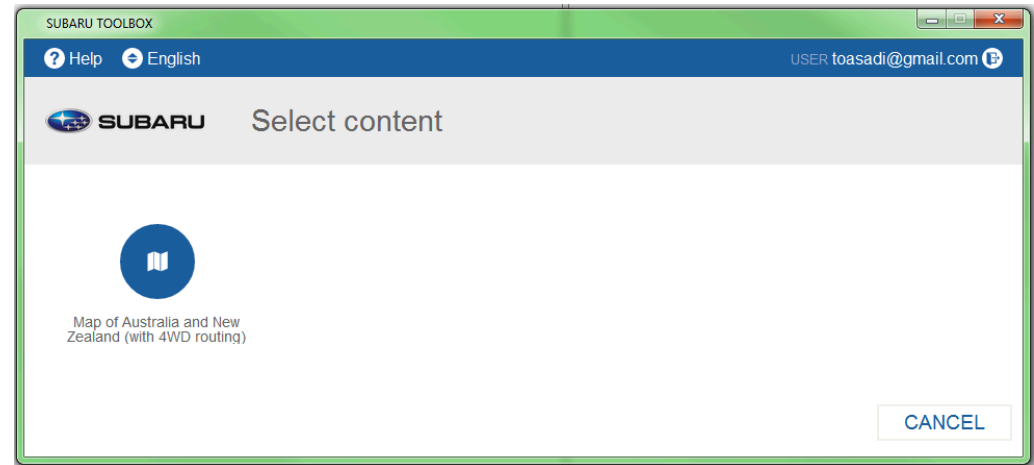 SUBARU TOOLBOX
? Help English USER toasadi@gmail.com
SUBARU Select content
Map of Australia and New
Zealand (with 4WD routing)
CANCEL